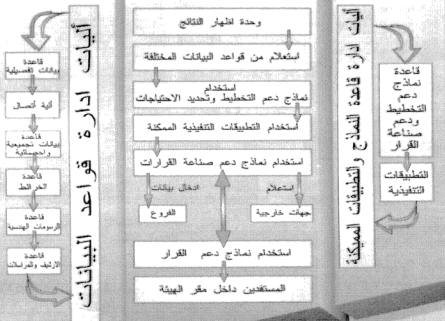 آليات ادارة قاعدة النماذج والتطبيقات المميكنة
قاعدة
نماذج
دعم
التخطيط
ودعم
صناعة
القرار
التطبيقات
التنفيذية
وحدة اظهار النتائج
استعلام من قواعد البيانات المختلفة
استخدام
نماذج دعم التخطيط وتحديد الاحتياجات
استخدام التطبيقات التنفيذية الممكنة
استخدام نماذج دعم صناعة القرارات
استعلام
ادخال بيانات
جهات خارجية
الفروع
استخدام نماذج دعم القرار
المستفدين داخل مقر الهيئة
آليات ادارة قواعد البيانات
قاعدة
بيانات تفصيلية
آلية أتصال
قاعدة
بيانات تجميعية
واحصائية
قاعدة
الخرائط
قاعدة
الرسومات الهندسية
قاعدة
الارشيف والمراسلات